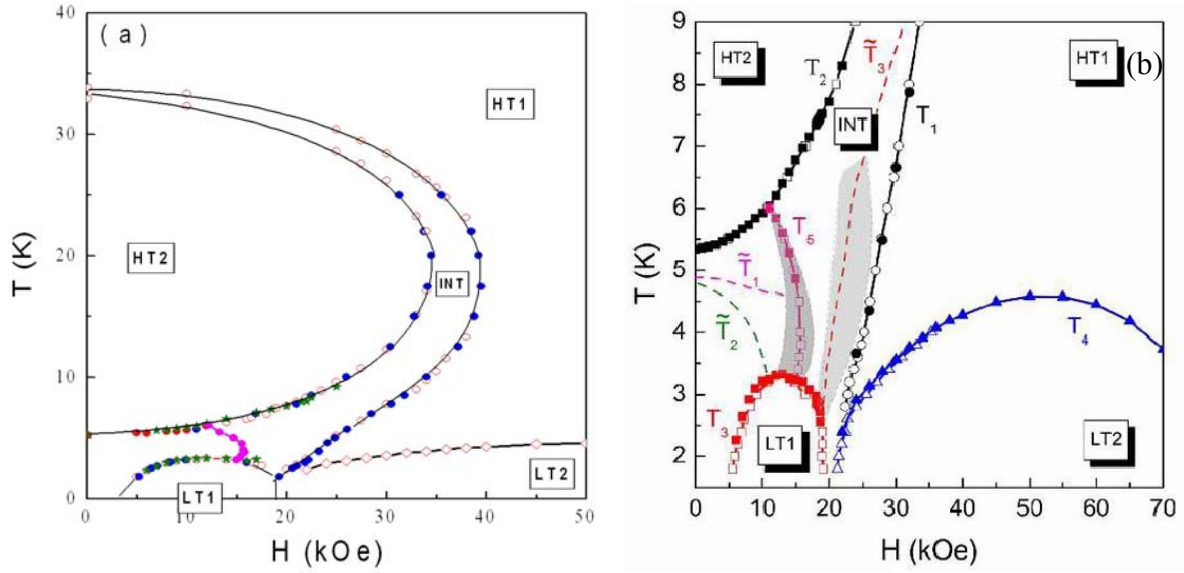 (a)
40
30
20
10
0
T (K)
HT1
HT2
INT
LT1
LT2
0 10 20 30 40 50
H (kOe)
(b)
9
8
7
6
5
4
3
2
T (K)
HT2
T₂
T̃₃
HT1
INT
T₁
T₅
T̃₁
T̃₂
T₄
T₃
LT1
LT2
0 10 20 30 40 50 60 70
H (kOe)